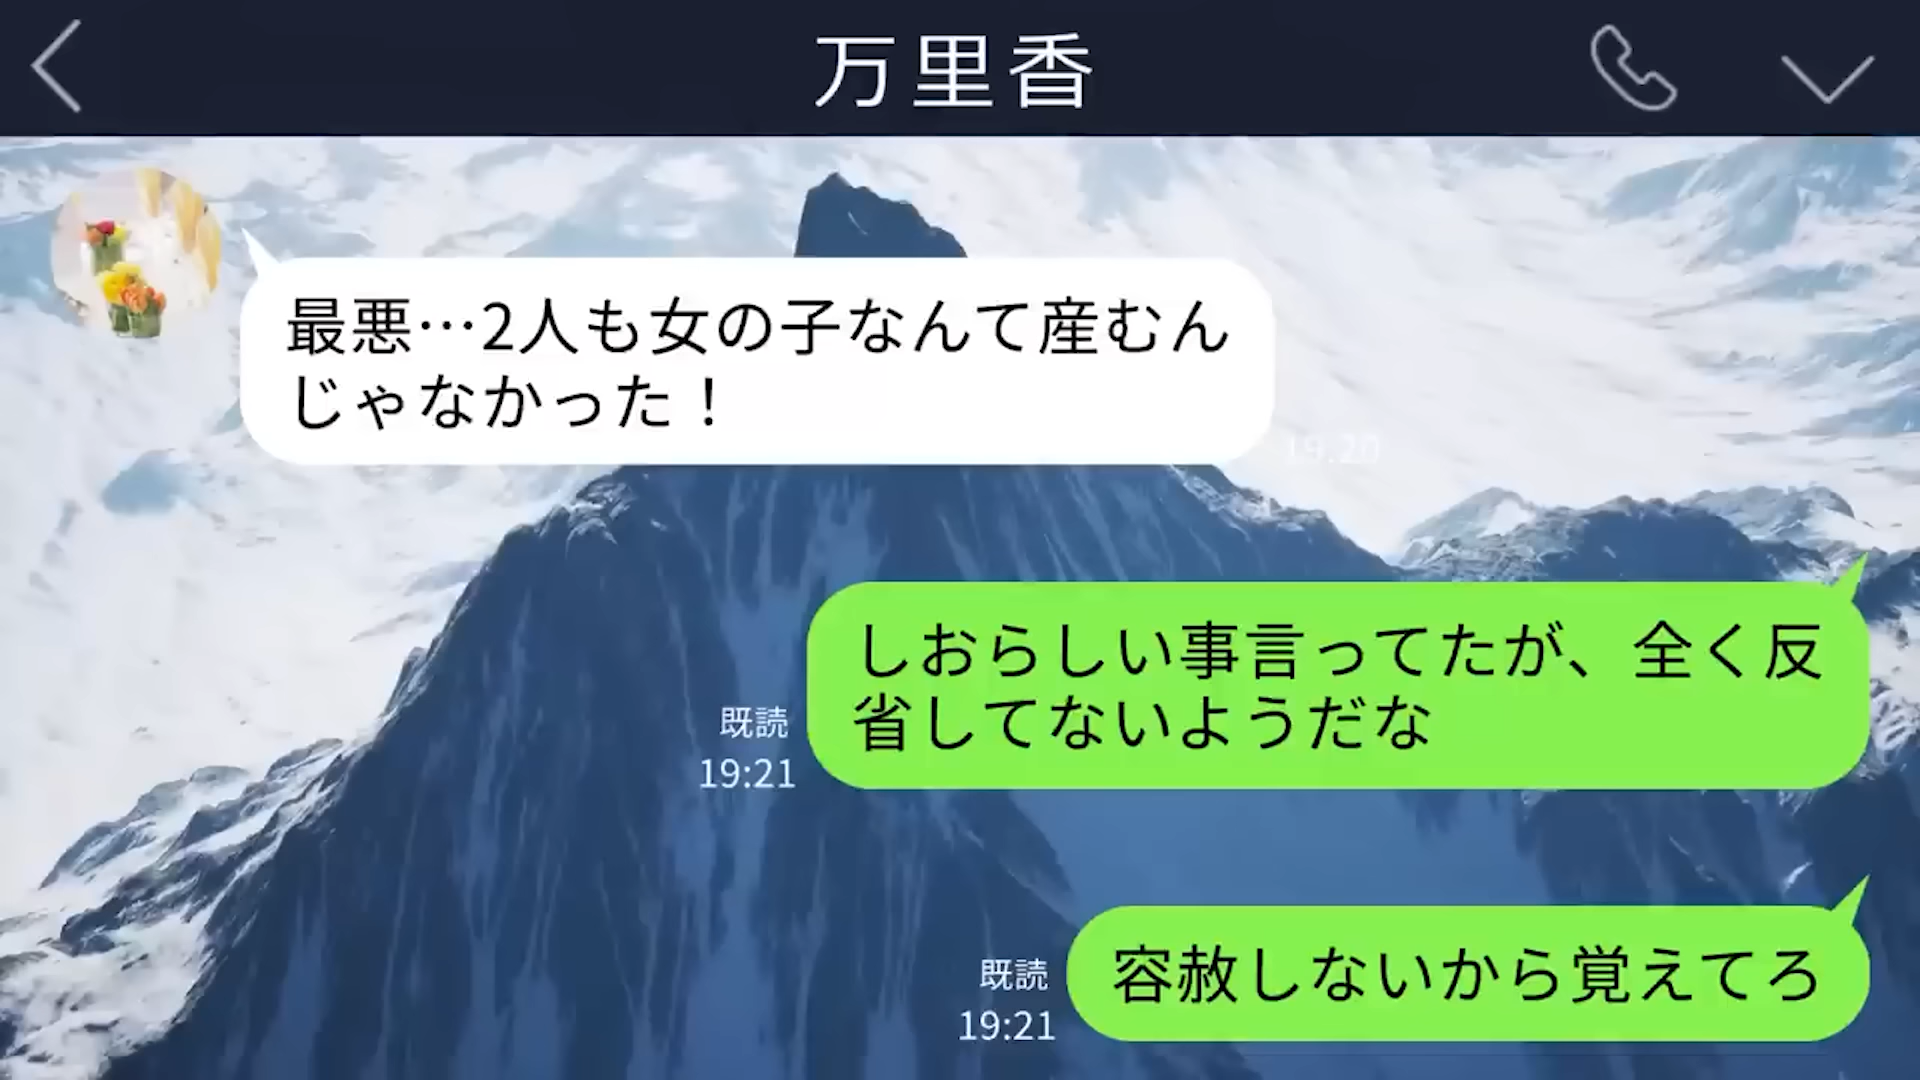 万里香
最悪…2人も女の子なんて産むん
じゃなかった！
19:20
しおらしい事言ってたが、全く反
省してないようだな
既読
19:21
容赦しないから覚えてろ
既読
19:21